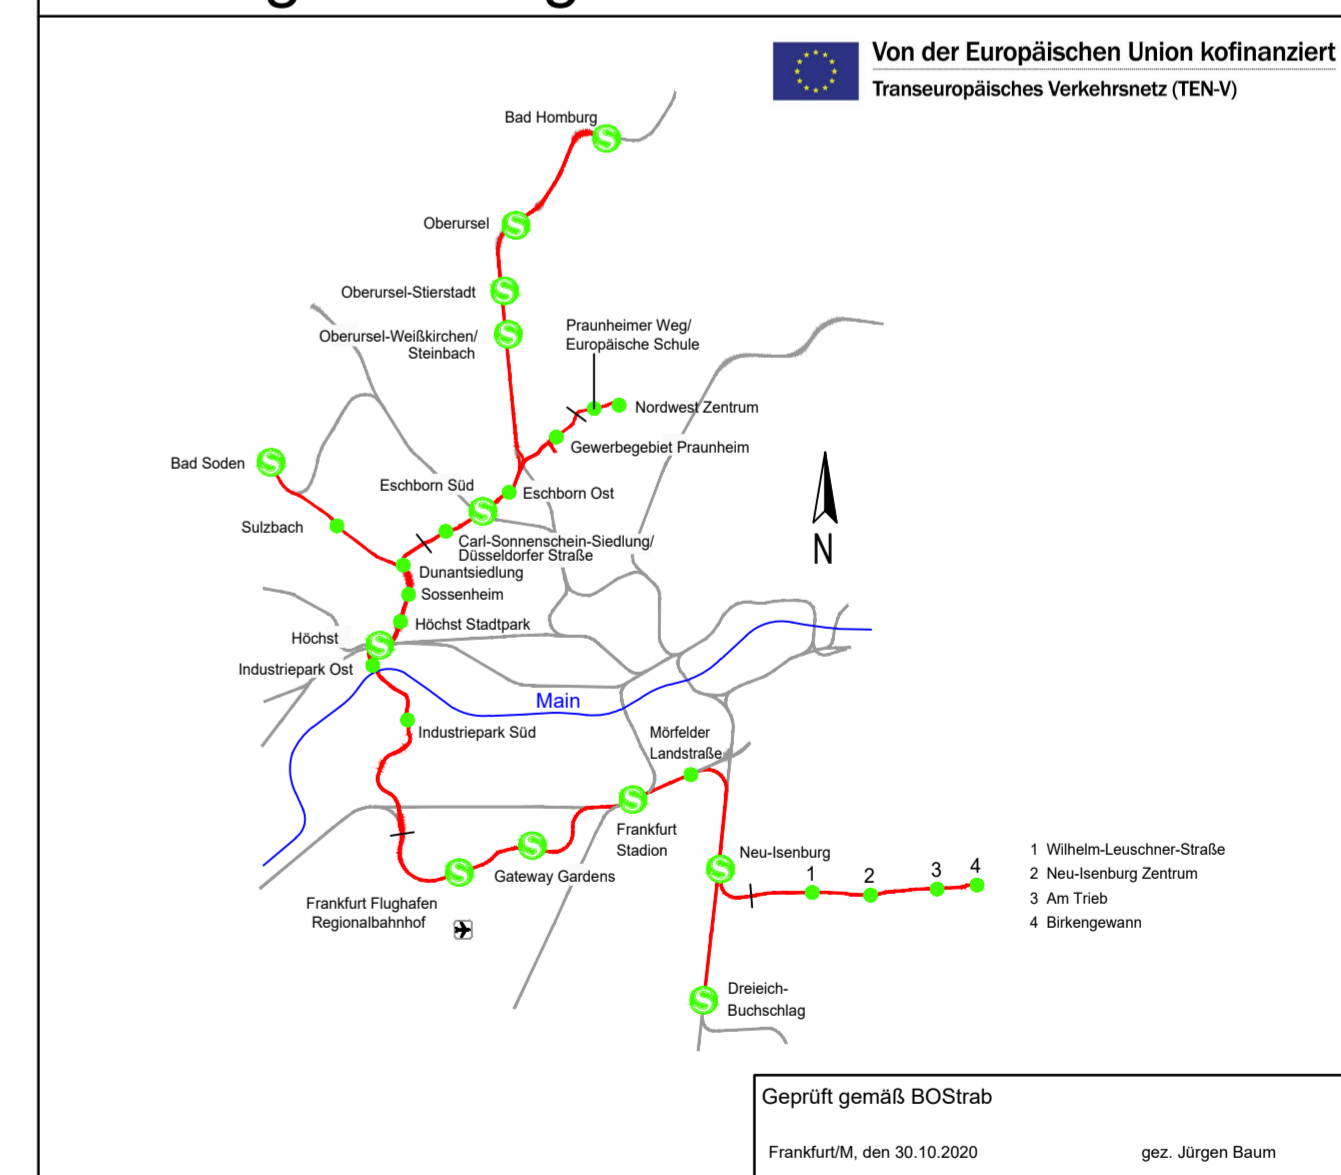 Von der Europäischen Union kofinanziert
Transeuropäisches Verkehrsnetz (TEN-V)
Bad Homburg
S
Oberursel
S
Oberursel-Stierstadt
S
Oberursel-Weißkirchen/
Steinbach
S
Praunheimer Weg/
Europäische Schule
Nordwest Zentrum
Gewerbegebiet Praunheim
Bad Soden
S
Eschborn Süd
S
Eschborn Ost
Sulzbach
Carl-Sonnenschein-Siedlung/
Düsseldorfer Straße
Dunantsiedlung
Sossenheim
Höchst Stadtpark
Höchst
S
Industriepark Ost
Main
Industriepark Süd
Mörfelder
Landstraße
S
Frankfurt
Stadion
S
Gateway Gardens
S
Frankfurt Flughafen
Regionalbahnhof
Neu-Isenburg
S
1
2
3
4
1 Wilhelm-Leuschner-Straße
2 Neu-Isenburg Zentrum
3 Am Trieb
4 Birkengewann
N
S
Dreieich-
Buchschlag
Geprüft gemäß BOStrab
Frankfurt/M, den 30.10.2020
gez. Jürgen Baum